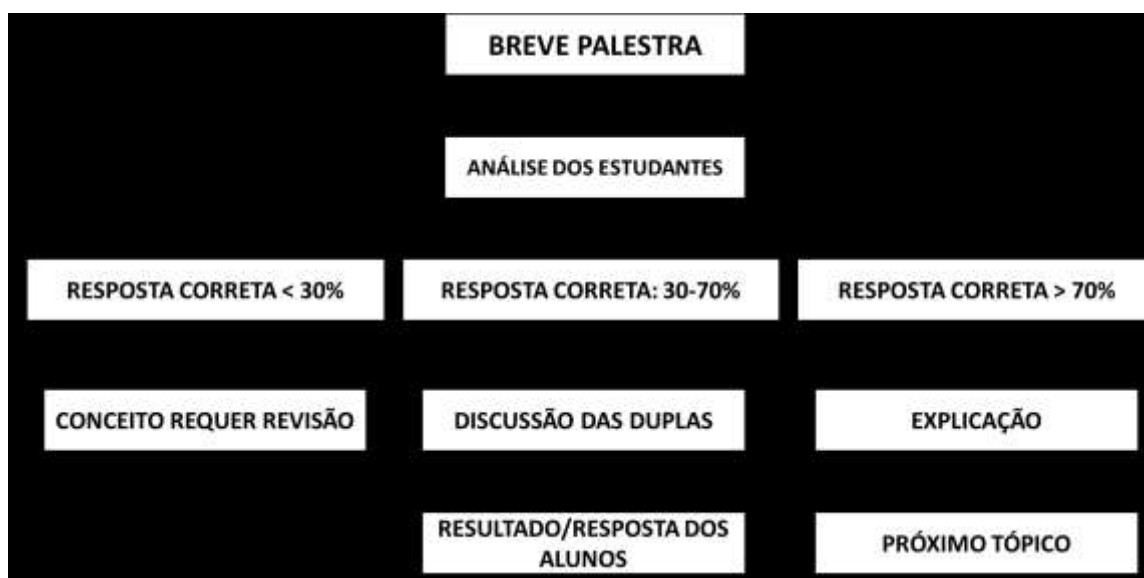 BREVE PALESTRA
ANÁLISE DOS ESTUDANTES
RESPOSTA CORRETA < 30%
RESPOSTA CORRETA: 30-70%
RESPOSTA CORRETA > 70%
CONCEITO REQUER REVISÃO
DISCUSSÃO DAS DUPLAS
EXPLICAÇÃO
RESULTADO/RESPOSTA DOS
ALUNOS
PRÓXIMO TÓPICO